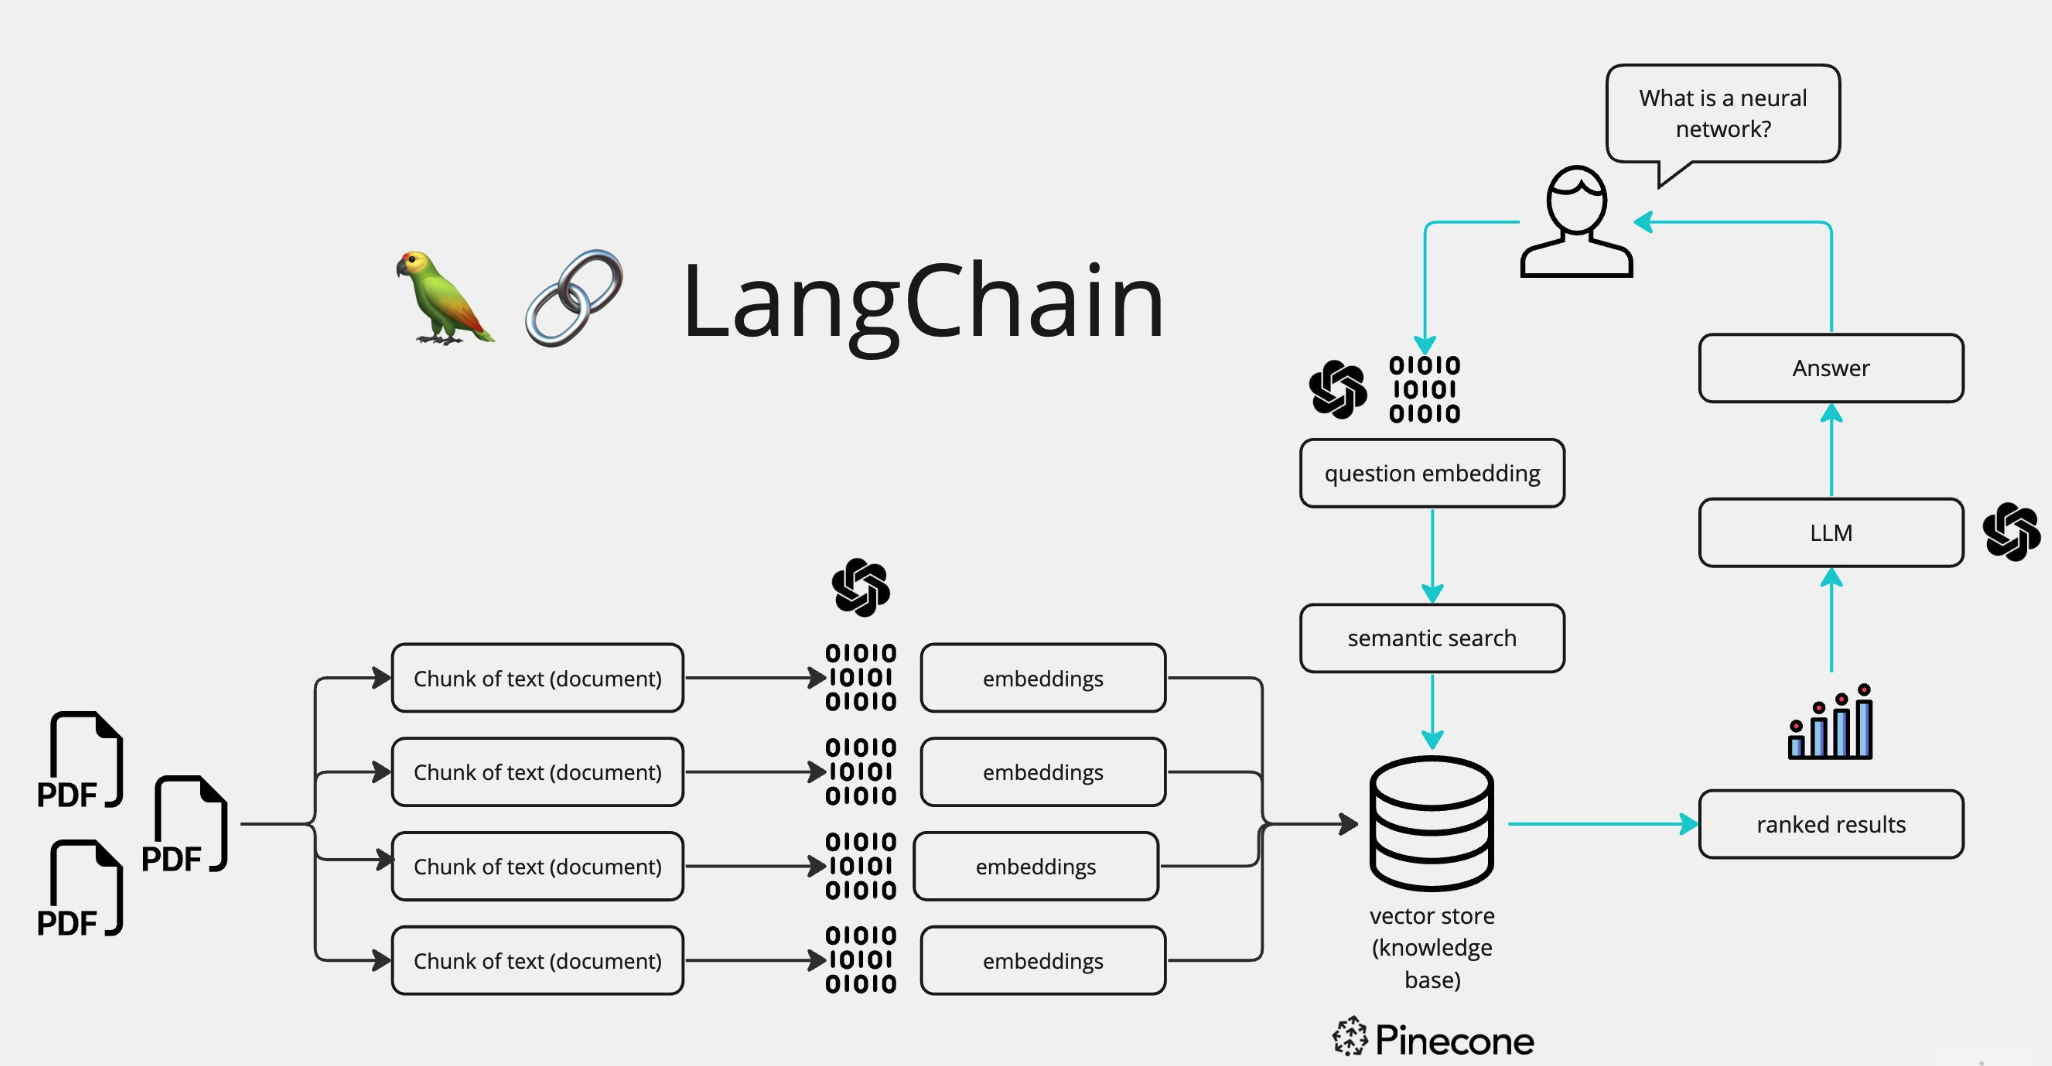 What is a neural
network?
LangChain
01010
10101
01010
question embedding
semantic search
Answer
LLM
ranked results
PDF
PDF
PDF
Chunk of text (document)
01010
10101
01010
embeddings
Chunk of text (document)
01010
10101
01010
embeddings
Chunk of text (document)
01010
10101
01010
embeddings
Chunk of text (document)
01010
10101
01010
embeddings
vector store
(knowledge
base)
Pinecone